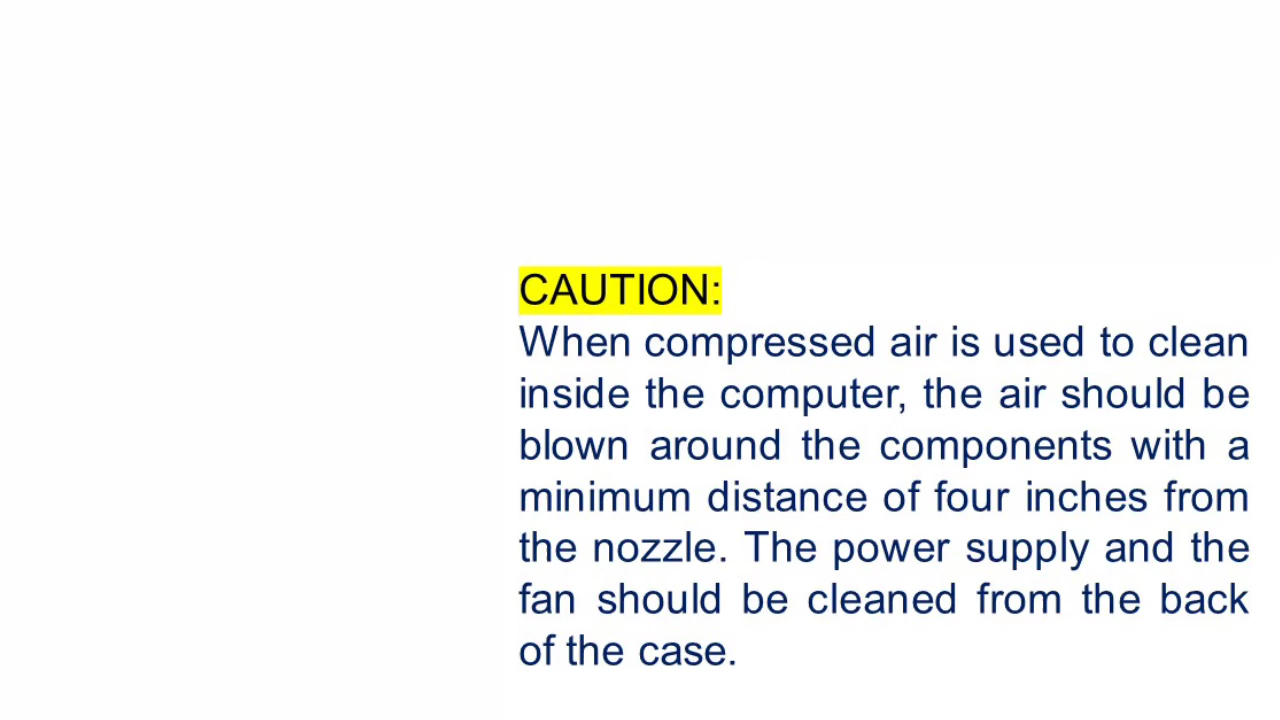 CAUTION:
When compressed air is used to clean
inside the computer, the air should be
blown around the components with a
minimum distance of four inches from
the nozzle. The power supply and the
fan should be cleaned from the back
of the case.